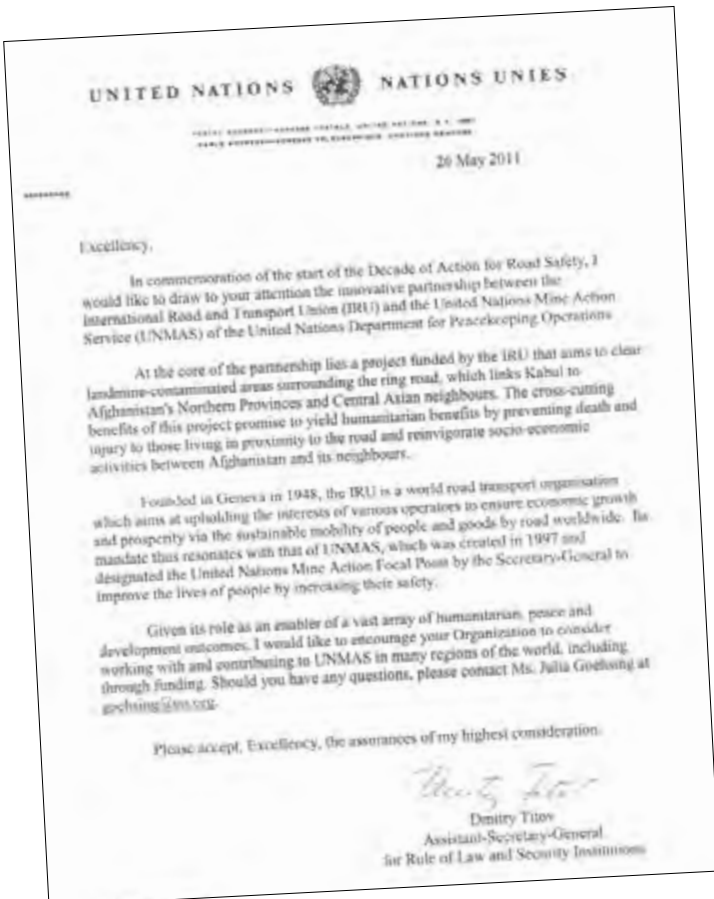 UNITED NATIONS NATIONS UNIES
26 May 2011
Excellency,
In commemoration of the start of the Decade of Action for Road Safety, I
would like to draw to your attention the innovative partnership between the
International Road and Transport Union (IRU) and the United Nations Mine Action
Service (UNMAS) of the United Nations Department for Peacekeeping Operations
At the core of the partnership lies a project funded by the IRU that aims to clear
landmine-contaminated areas surrounding the ring road, which links Kabul to
Afghanistan's Northern Provinces and Central Asian neighbours. The cross-cutting
benefits of this project promise to yield humanitarian benefits by preventing death and
injury to those living in proximity to the road and reinvigorate socio-economic
activities between Afghanistan and its neighbours.
Founded in Geneva in 1948, the IRU is a world road transport organisation
which aims at upholding the interests of various operators to ensure economic growth
and prosperity via the sustainable mobility of people and goods by road worldwide. Its
mandate thus resonates with that of UNMAS, which was created in 1997 and
designated the United Nations Mine Action Focal Point by the Secretary-General to
improve the lives of people by increasing their safety.
Given its role as an enabler of a vast array of humanitarian, peace and
development outcomes, I would like to encourage your Organization to consider
working with and contributing to UNMAS in many regions of the world, including
through funding. Should you have any questions, please contact Ms. Julia Goehsing at
goehsing@un.org.
Please accept, Excellency, the assurances of my highest consideration.
Dmitry Titov
Assistant-Secretary-General
for Rule of Law and Security Institutions